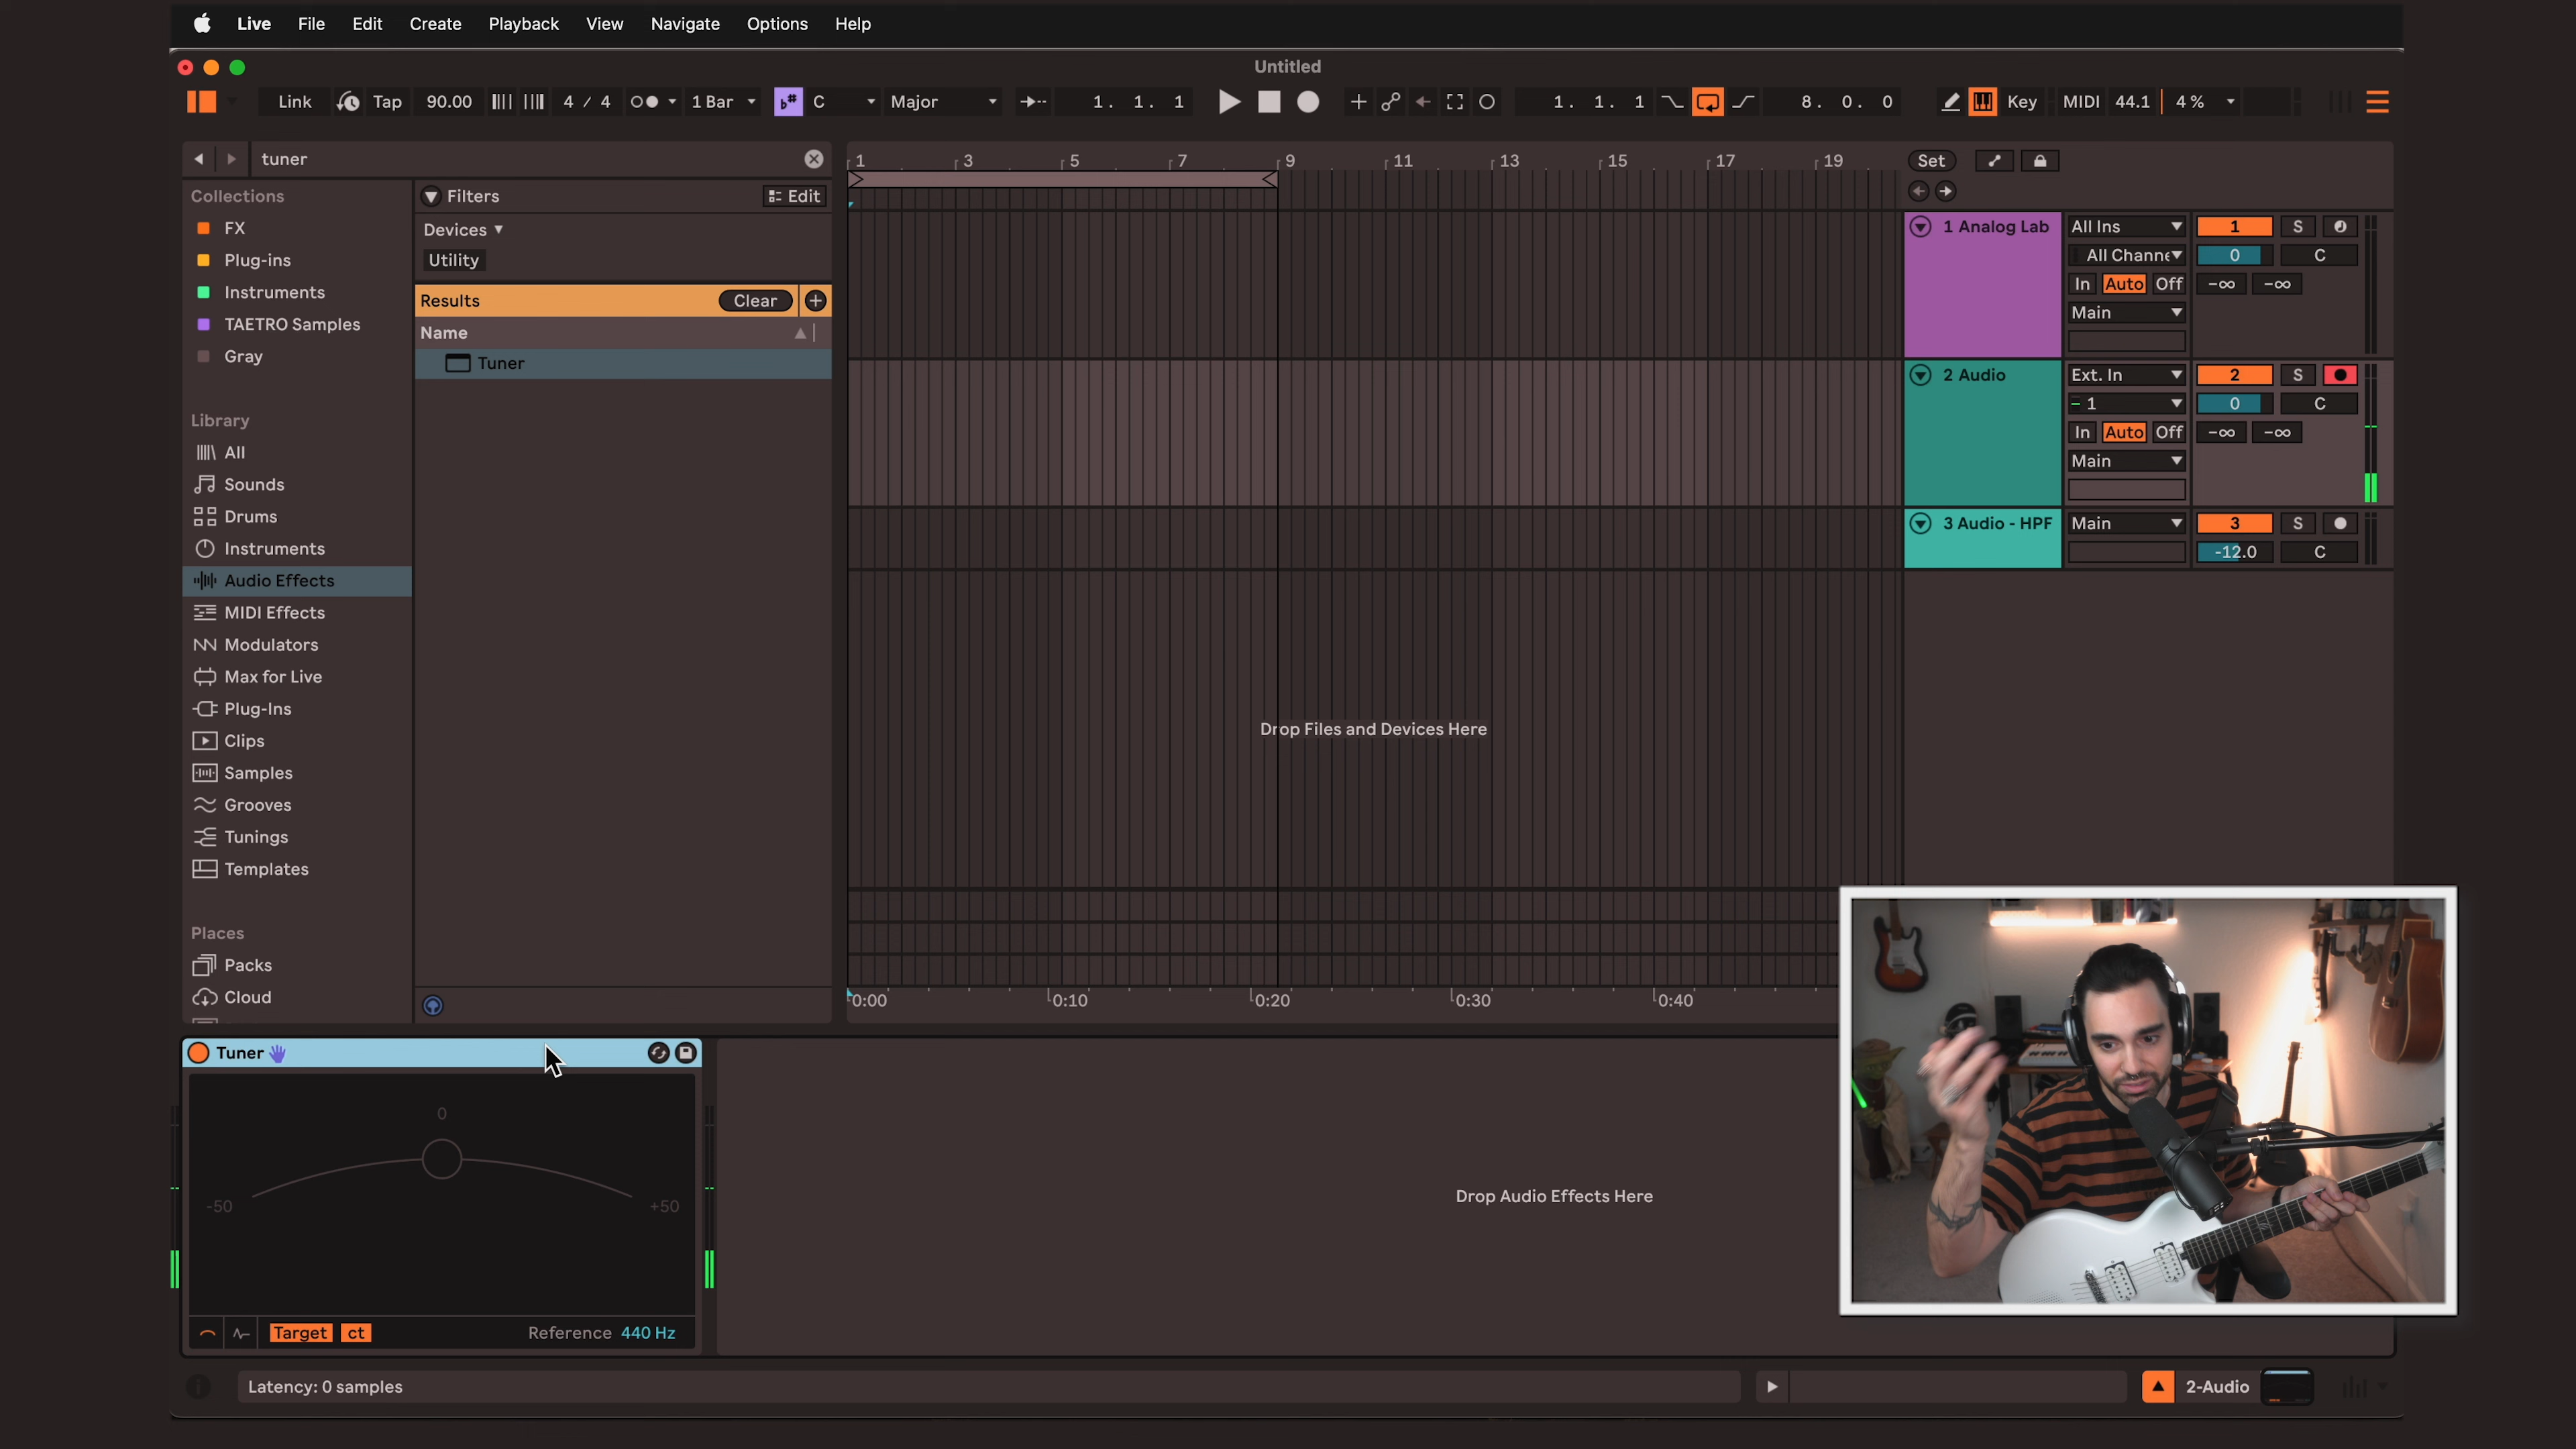 Live File Edit Create Playback View Navigate Options Help
Untitled
Link Tap 90.00 4 / 4 1 Bar C Major 1. 1. 1 1. 1. 1 8. 0. 0 Key MIDI 44.1 4 %
tuner
Collections
FX
Plug-ins
Instruments
TAETRO Samples
Gray
Library
All
Sounds
Drums
Instruments
Audio Effects
MIDI Effects
Modulators
Max for Live
Plug-Ins
Clips
Samples
Grooves
Tunings
Templates
Places
Packs
Cloud
Filters Edit
Devices
Utility
Results Clear
Name
Tuner
1 3 5 7 9 11 13 15 17 19
Drop Files and Devices Here
0:00 0:10 0:20 0:30 0:40
Set
1 Analog Lab All Ins 1 S
All Channe 0 C
In Auto Off -∞ -∞
Main
2 Audio Ext. In 2 S
1 0 C
In Auto Off -∞ -∞
Main
3 Audio - HPF Main 3 S
-12.0 C
Tuner
0
-50 +50
Target ct Reference 440 Hz
Drop Audio Effects Here
Latency: 0 samples
2-Audio